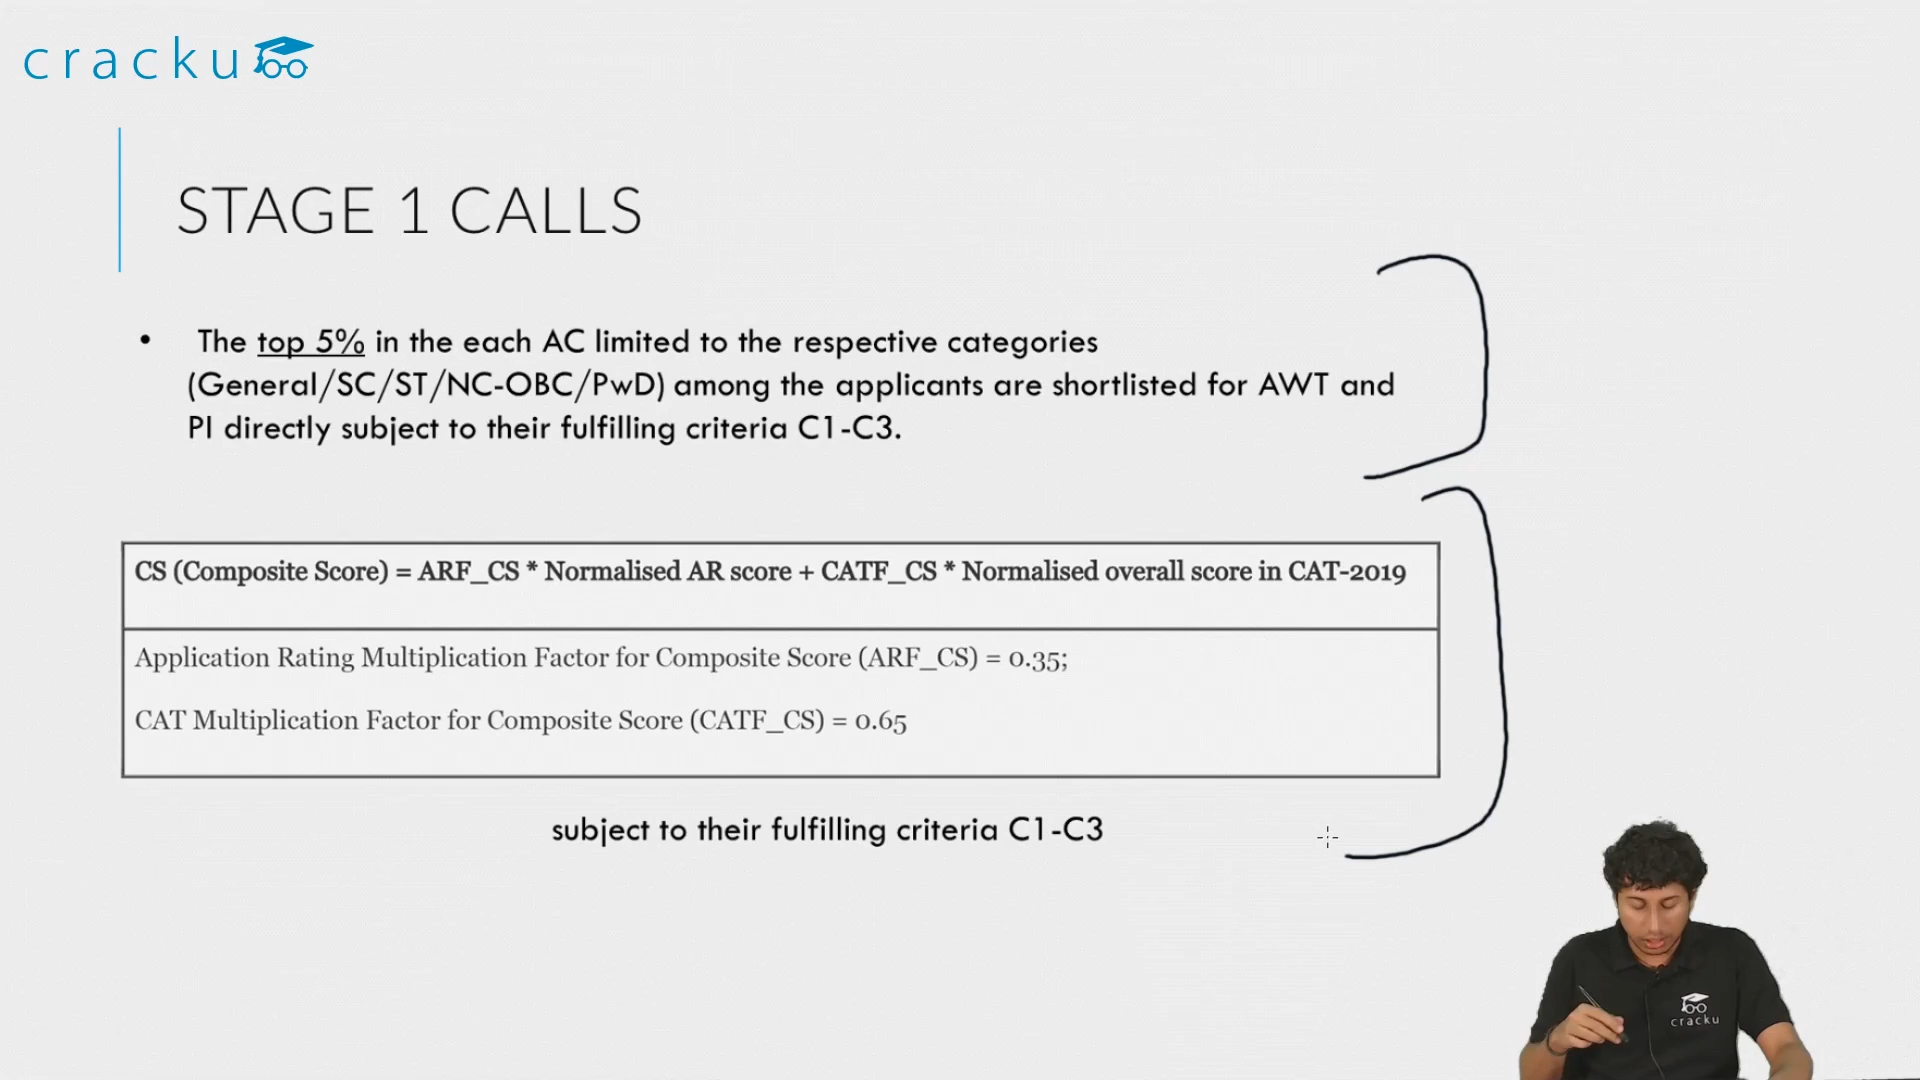 cracku
STAGE 1 CALLS
• The top 5% in the each AC limited to the respective categories
(General/SC/ST/NC-OBC/PwD) among the applicants are shortlisted for AWT and
PI directly subject to their fulfilling criteria C1-C3.
CS (Composite Score) = ARF_CS * Normalised AR score + CATF_CS * Normalised overall score in CAT-2019
Application Rating Multiplication Factor for Composite Score (ARF_CS) = 0.35;
CAT Multiplication Factor for Composite Score (CATF_CS) = 0.65
subject to their fulfilling criteria C1-C3
cracku